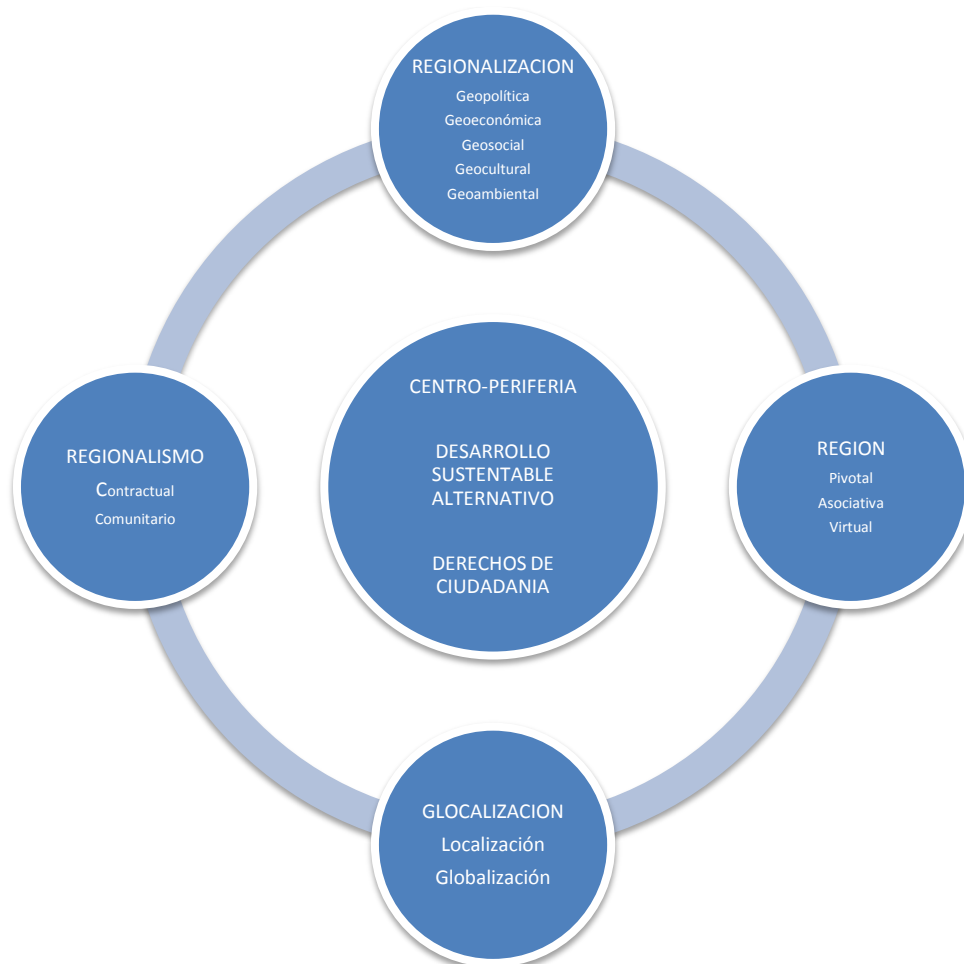 REGIONALIZACION
Geopolítica
Geoeconómica
Geosocial
Geocultural
Geoambiental
CENTRO-PERIFERIA
DESARROLLO
SUSTENTABLE
ALTERNATIVO
DERECHOS DE
CIUDADANIA
REGIONALISMO
Contractual
Comunitario
REGION
Pivotal
Asociativa
Virtual
GLOCALIZACION
Localización
Globalización